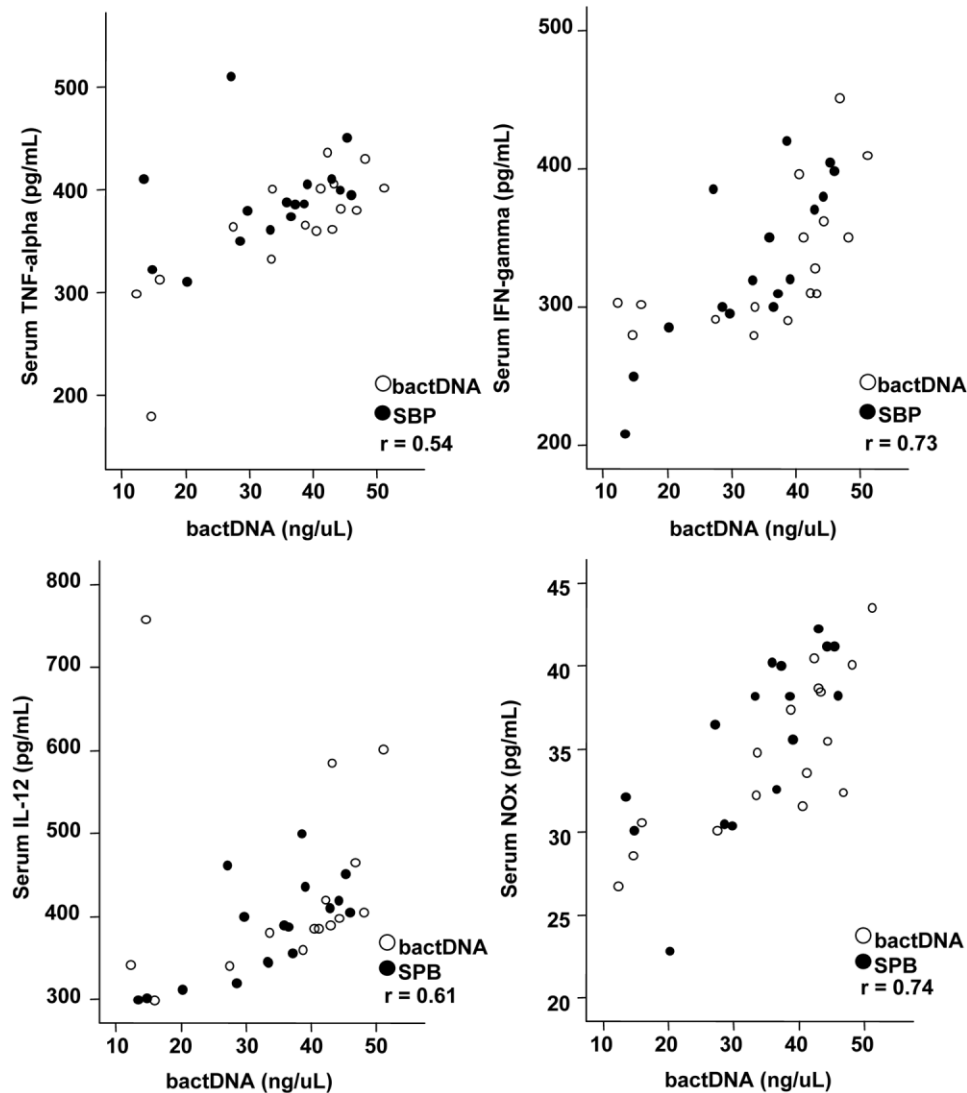 Serum TNF-alpha (pg/mL)
500
400
300
200
bactDNA
SBP
r = 0.54
10 20 30 40 50
bactDNA (ng/uL)
Serum IFN-gamma (pg/mL)
500
400
300
200
bactDNA
SBP
r = 0.73
10 20 30 40 50
bactDNA (ng/uL)
Serum IL-12 (pg/mL)
800
700
600
500
400
300
bactDNA
SPB
r = 0.61
10 20 30 40 50
bactDNA (ng/uL)
Serum NOx (pg/mL)
45
40
35
30
25
20
bactDNA
SPB
r = 0.74
10 20 30 40 50
bactDNA (ng/uL)